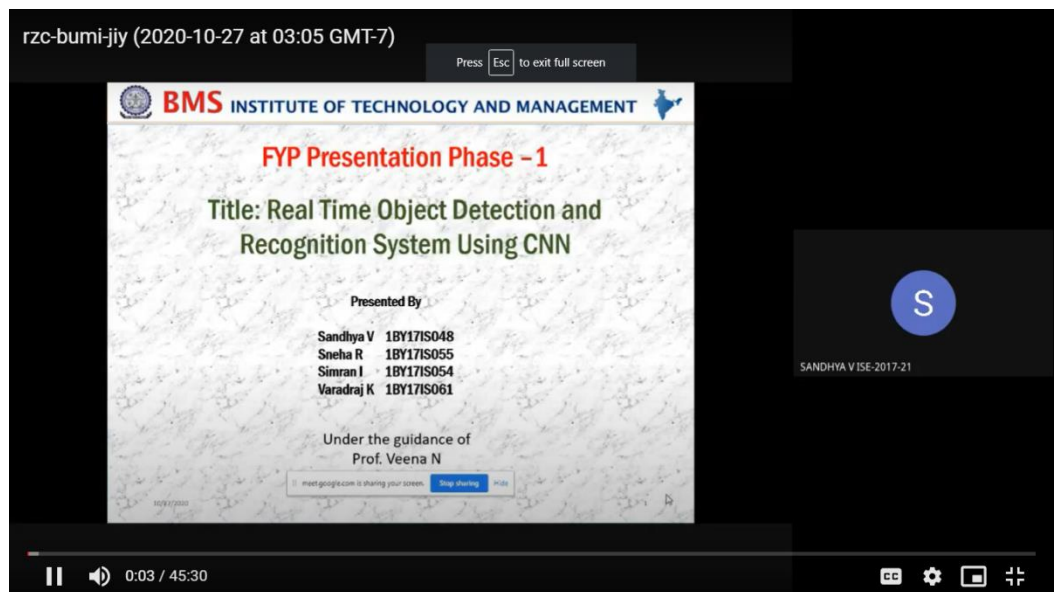 rzc-bumi-jiy (2020-10-27 at 03:05 GMT-7)
Press Esc to exit full screen
BMS INSTITUTE OF TECHNOLOGY AND MANAGEMENT
FYP Presentation Phase – 1
Title: Real Time Object Detection and
Recognition System Using CNN
Presented By
Sandhya V 1BY17IS048
Sneha R 1BY17IS055
Simran I 1BY17IS054
Varadraj K 1BY17IS061
Under the guidance of
Prof. Veena N
meet.google.com is sharing your screen. Stop sharing Hide
S
SANDHYA V ISE-2017-21
0:03 / 45:30
CC